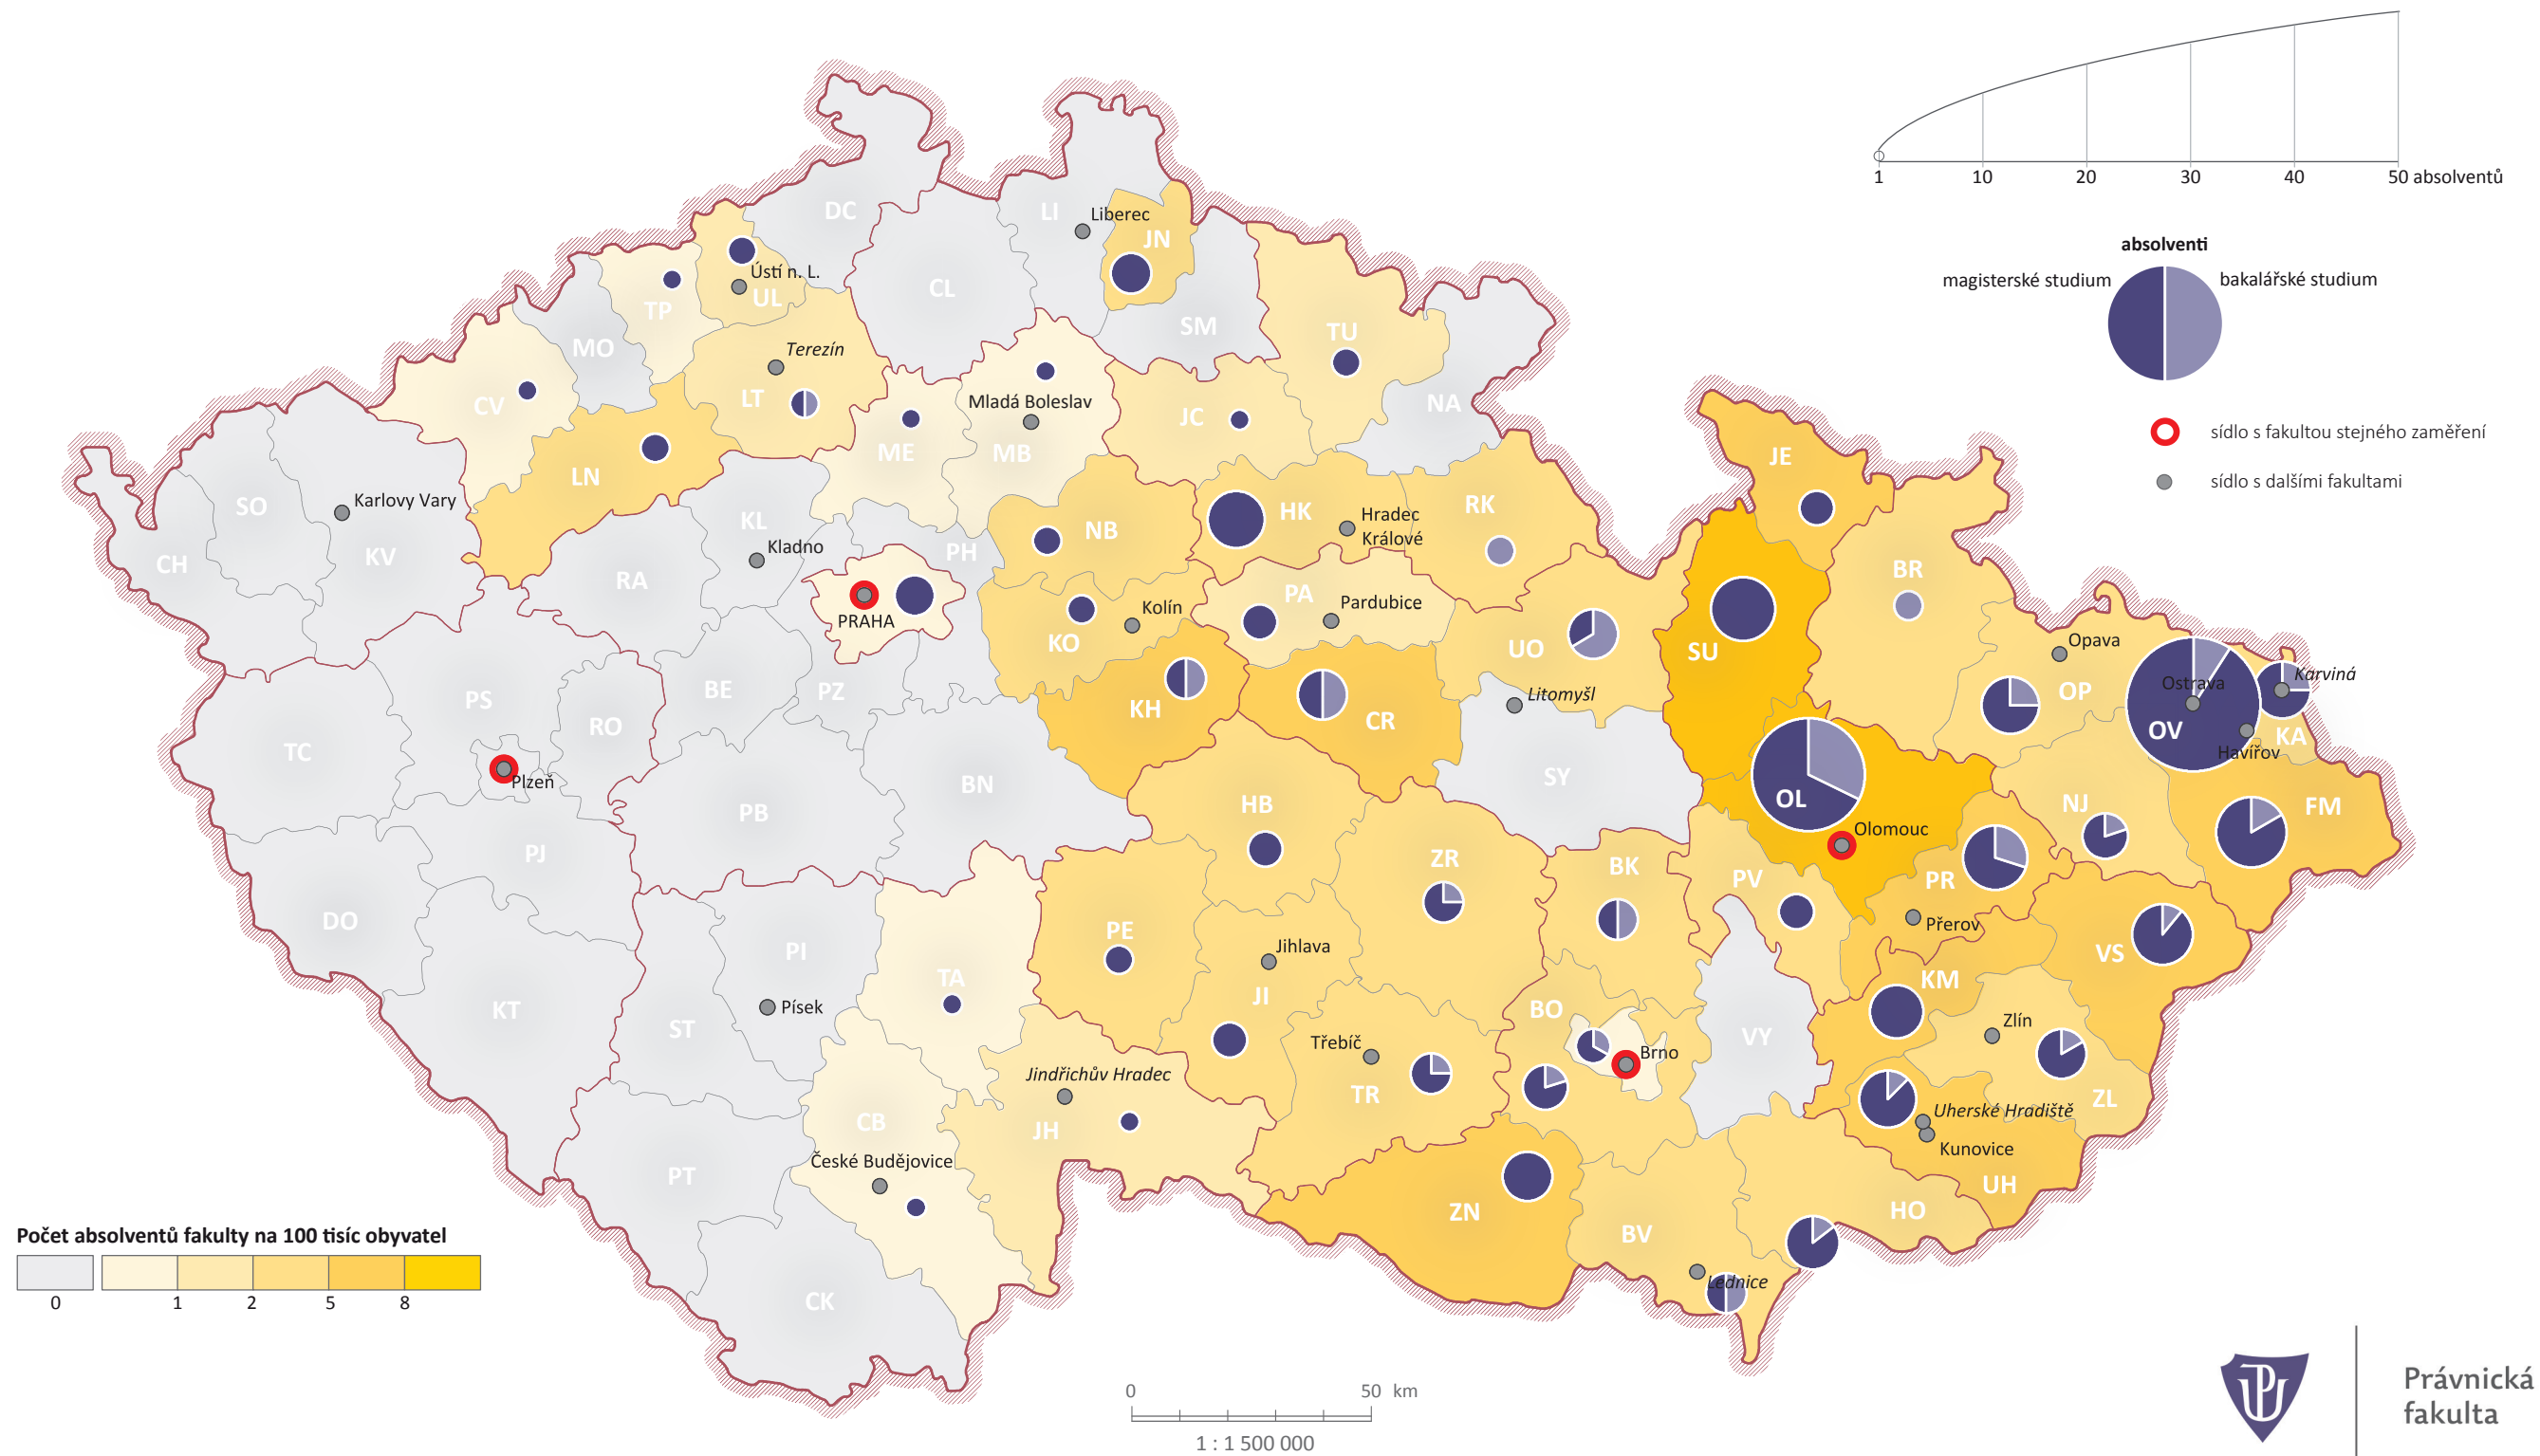 1 10 20 30 40 50 absolventů
absolventi
magisterské studium bakalářské studium
sídlo s fakultou stejného zaměření
sídlo s dalšími fakultami
DC
LI
Liberec
JN
CL
Ústí n. L.
UL
TP
MO
SM
TU
Terezín
LT
CV
Mladá Boleslav
JC
NA
ME
MB
LN
JE
SO
Karlovy Vary
KL
Kladno
NB
HK
Hradec
Králové
RK
CH
KV
RA
PH
BR
PRAHA
KO
Kolín
PA
Pardubice
UO
SU
Opava
OP
Ostrava
Karviná
OV
KA
Havířov
PS
RO
BE
PZ
KH
CR
Litomyšl
TC
Plzeň
PB
BN
SY
OL
Olomouc
HB
NJ
FM
PJ
ZR
BK
PV
PR
Přerov
DO
PI
PE
VS
TA
Jihlava
JI
KM
KT
ST
Písek
BO
VY
Zlín
Třebíč
TR
Brno
Jindřichův Hradec
JH
CB
ZL
Uherské Hradiště
Kunovice
UH
České Budějovice
PT
ZN
BV
HO
Lednice
CK
Počet absolventů fakulty na 100 tisíc obyvatel
0 1 2 5 8
0 50 km
1 : 1 500 000
Právnická
fakulta